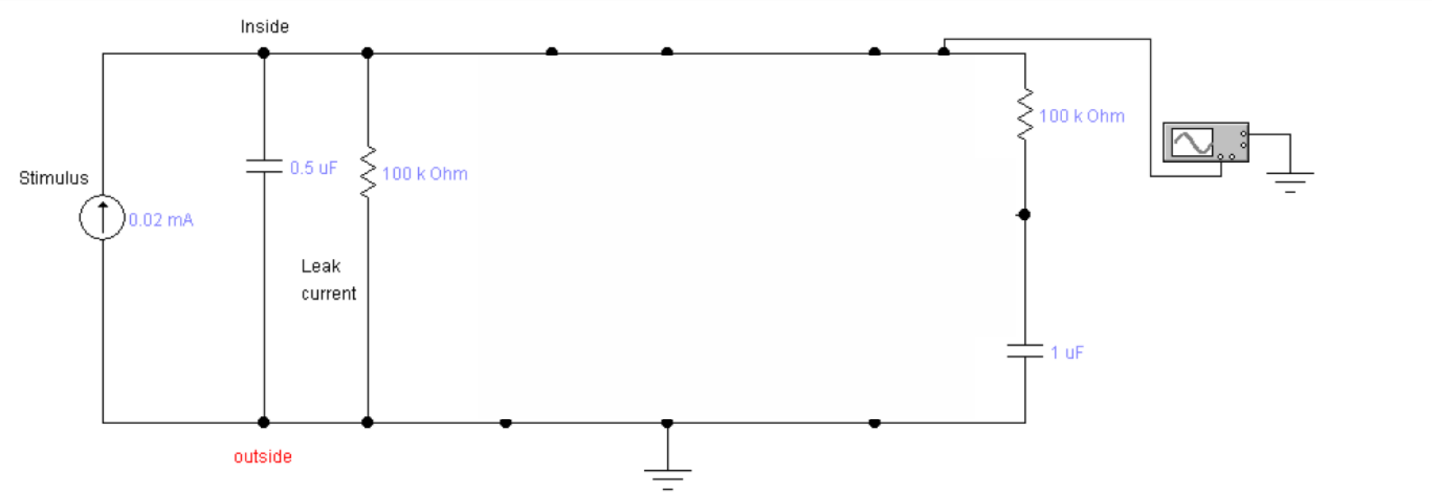 Inside
100 k Ohm
0.5 uF
100 k Ohm
Stimulus
0.02 mA
Leak
current
1 uF
outside